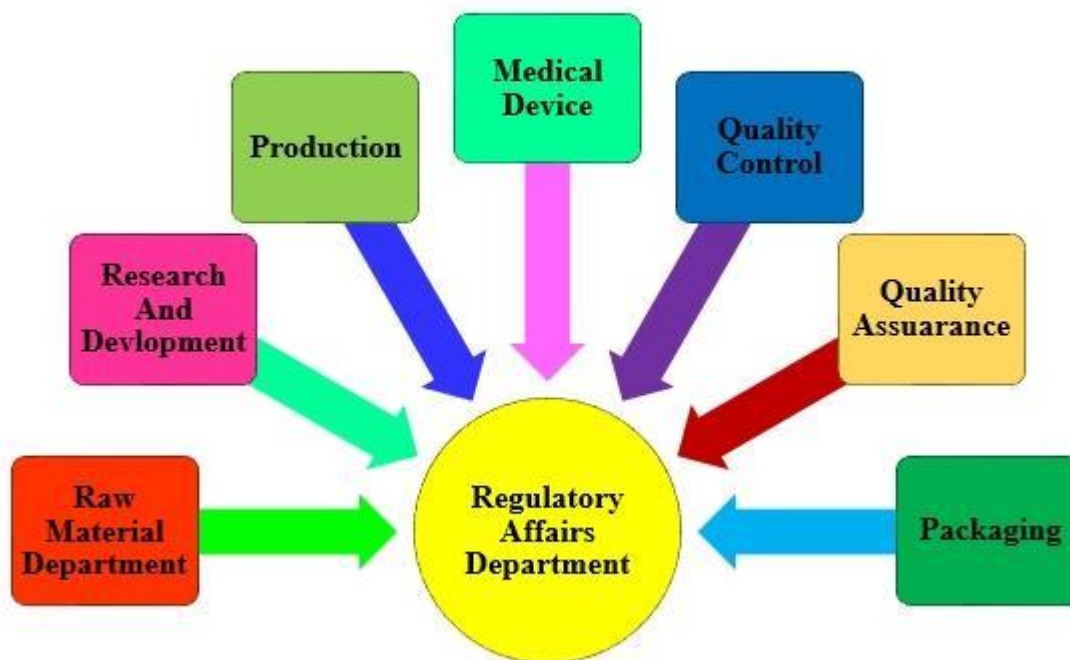 Medical
Device
Production
Quality
Control
Research
And
Devlopment
Quality
Assuarance
Raw
Material
Department
Regulatory
Affairs
Department
Packaging